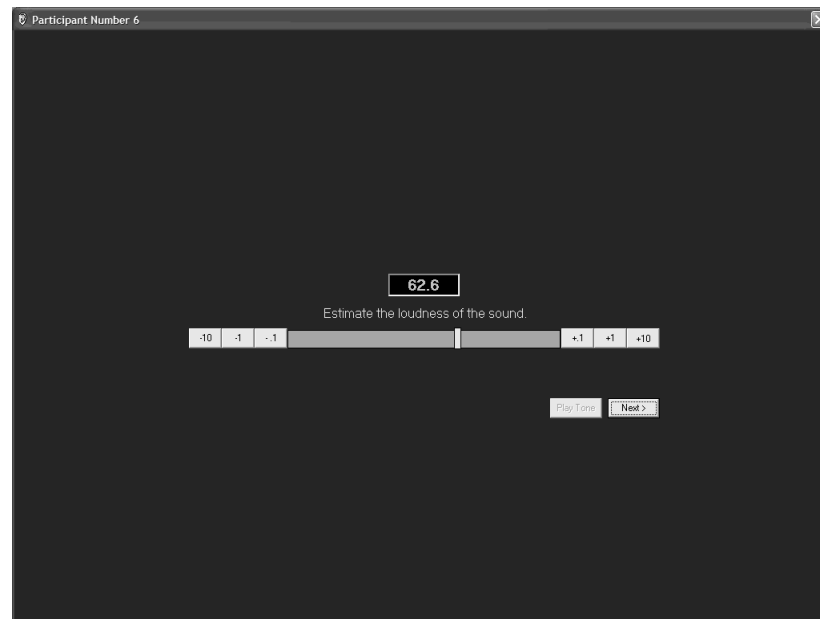 Participant Number 6
62.6
Estimate the loudness of the sound.
-10 -1 -.1 +.1 +1 +10
Play Tone Next >